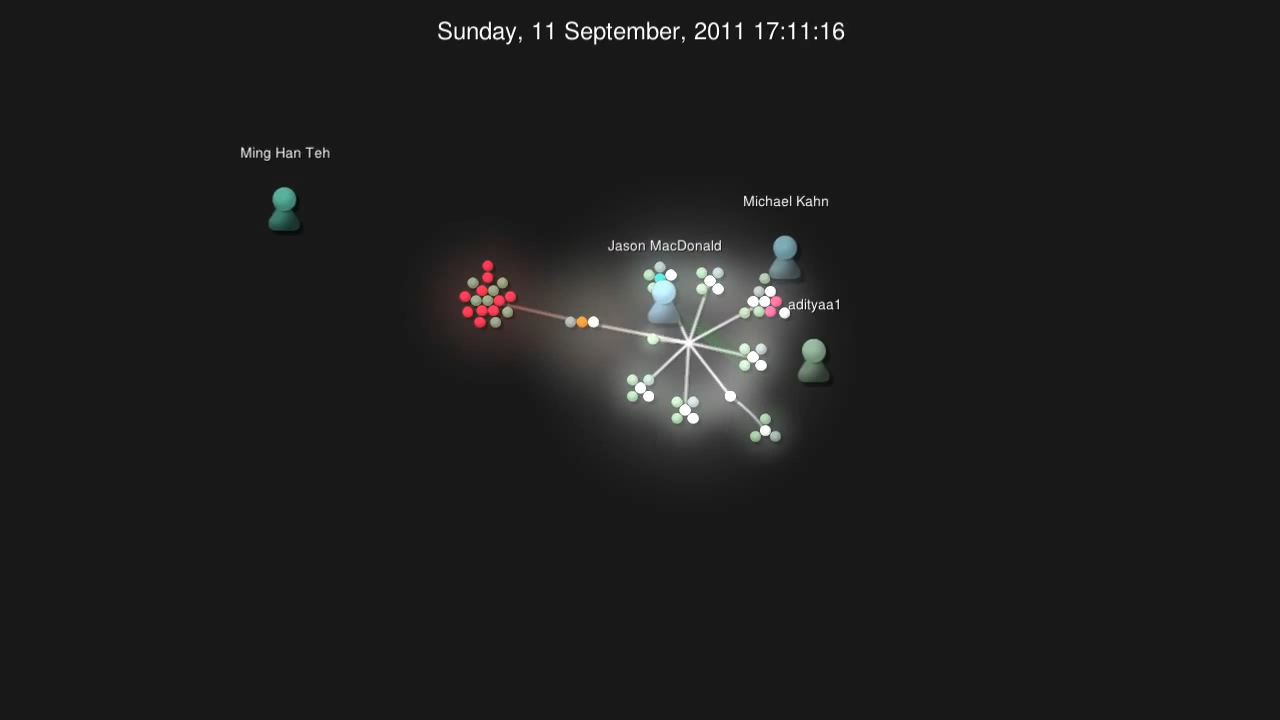 Sunday, 11 September, 2011 17:11:16
Ming Han Teh
Michael Kahn
Jason MacDonald
adityaa1